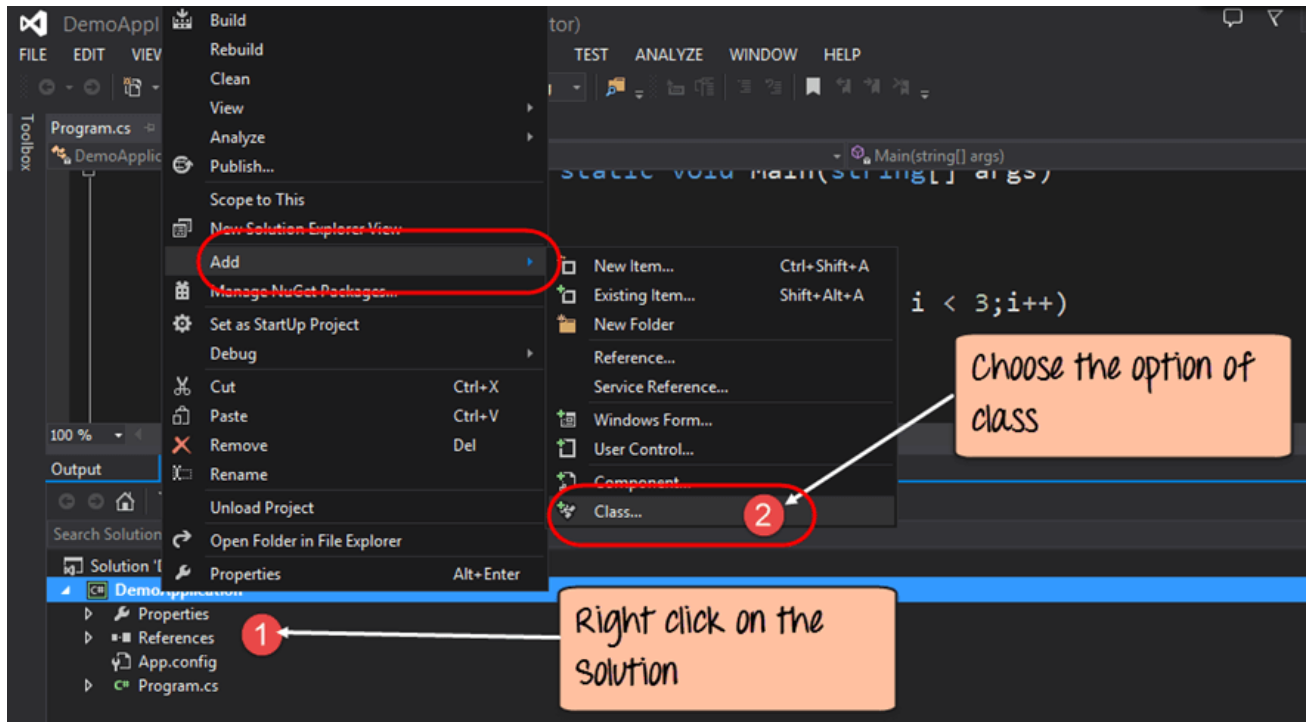 DemoAppl
tor)
FILE EDIT VIEV
TEST ANALYZE WINDOW HELP
Toolbox
Program.cs
DemoApplic
Main(string[] args)
static void Main(string[] args)
i < 3;i++)
100 %
Build
Rebuild
Clean
View
Analyze
Publish...
Scope to This
New Solution Explorer View
Add
Manage NuGet Packages...
Set as StartUp Project
Debug
Cut Ctrl+X
Paste Ctrl+V
Remove Del
Rename
Unload Project
Open Folder in File Explorer
Properties Alt+Enter
New Item... Ctrl+Shift+A
Existing Item... Shift+Alt+A
New Folder
Reference...
Service Reference...
Windows Form...
User Control...
Component...
Class...
2
Choose the option of
class
Output
Search Solution
Solution '
DemoApplication
Properties
References
App.config
C# Program.cs
1
Right click on the
Solution